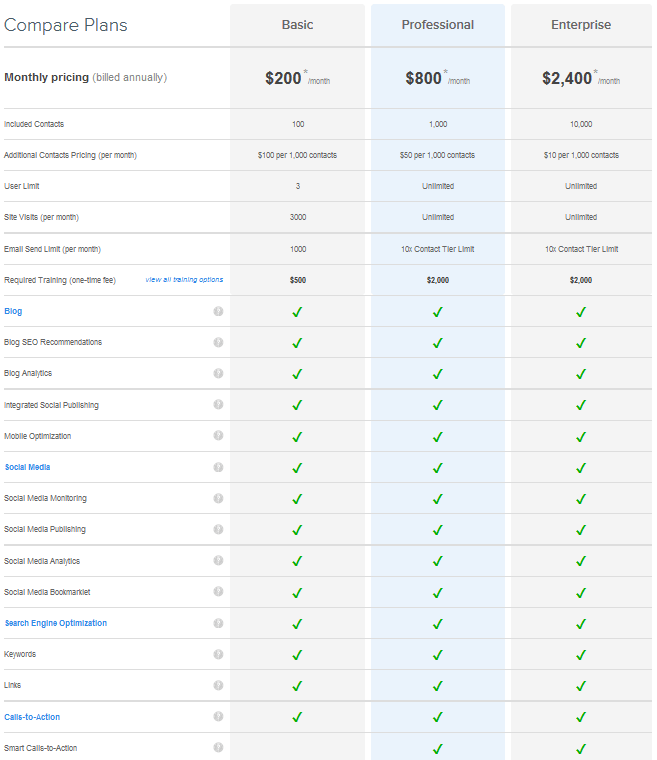 Compare Plans Basic Professional Enterprise
Monthly pricing (billed annually) $200*/month $800*/month $2,400*/month
Included Contacts 100 1,000 10,000
Additional Contacts Pricing (per month) $100 per 1,000 contacts $50 per 1,000 contacts $10 per 1,000 contacts
User Limit 3 Unlimited Unlimited
Site Visits (per month) 3000 Unlimited Unlimited
Email Send Limit (per month) 1000 10x Contact Tier Limit 10x Contact Tier Limit
Required Training (one-time fee) view all training options $500 $2,000 $2,000
Blog ? ✓ ✓ ✓
Blog SEO Recommendations ? ✓ ✓ ✓
Blog Analytics ? ✓ ✓ ✓
Integrated Social Publishing ? ✓ ✓ ✓
Mobile Optimization ? ✓ ✓ ✓
Social Media ? ✓ ✓ ✓
Social Media Monitoring ? ✓ ✓ ✓
Social Media Publishing ? ✓ ✓ ✓
Social Media Analytics ? ✓ ✓ ✓
Social Media Bookmarklet ? ✓ ✓ ✓
Search Engine Optimization ? ✓ ✓ ✓
Keywords ? ✓ ✓ ✓
Links ? ✓ ✓ ✓
Calls-to-Action ? ✓ ✓ ✓
Smart Calls-to-Action ? ✓ ✓